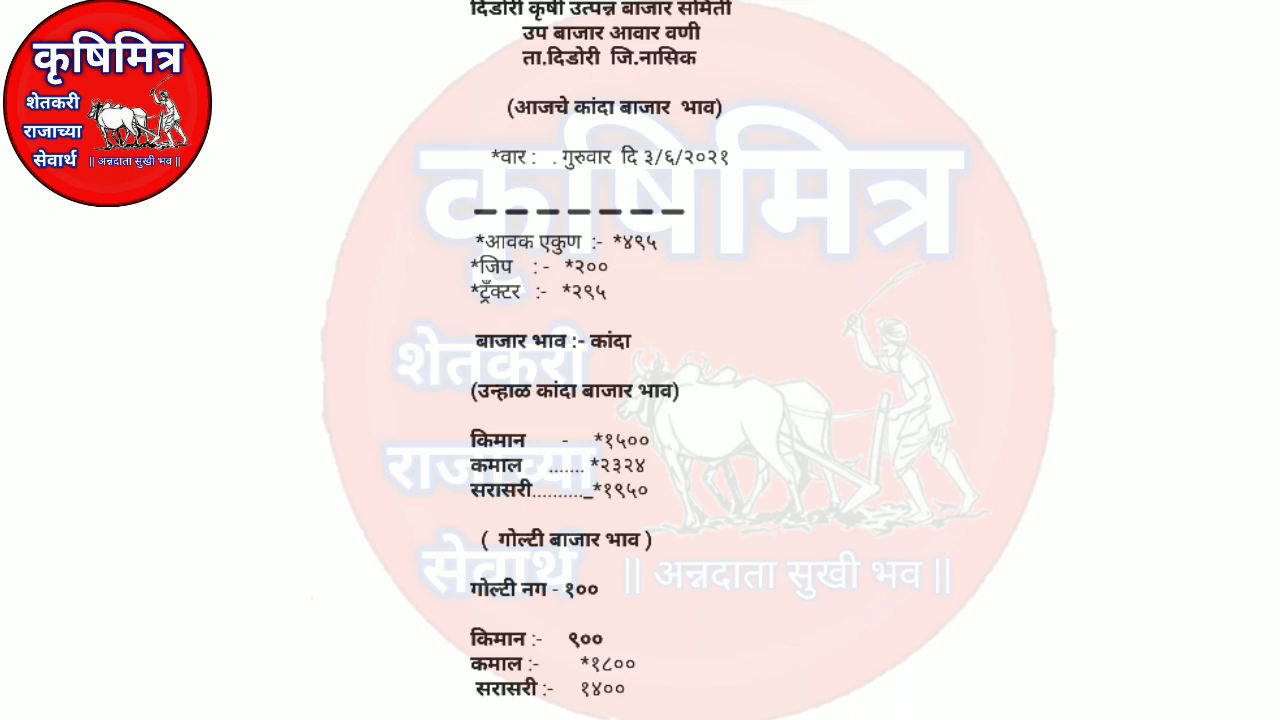 कृषिमित्र
शेतकरी
राजाच्या
सेवार्थ
|| अन्नदाता सुखी भव ||
दिंडोरी कृषी उत्पन्न बाजार समिती
उप बाजार आवार वणी
ता.दिडोरी जि.नासिक
(आजचे कांदा बाजार भाव)
*वार : . गुरुवार दि ३/६/२०२१
— — — — — — —
*आवक एकुण :- *४९५
*जिप : - *२००
*ट्रॅंक्टर :- *२९५
बाजार भाव :- कांदा
(उन्हाळ कांदा बाजार भाव)
किमान - *१५००
कमाल ....... *२३२४
सरासरी.........._*१९५०
( गोल्टी बाजार भाव )
गोल्टी नग - १००
किमान :- ९००
कमाल :- *१८००
सरासरी :- १४००
कृषिमित्र
शेतकरी
राजाच्या
सेवार्थ
|| अन्नदाता सुखी भव ||